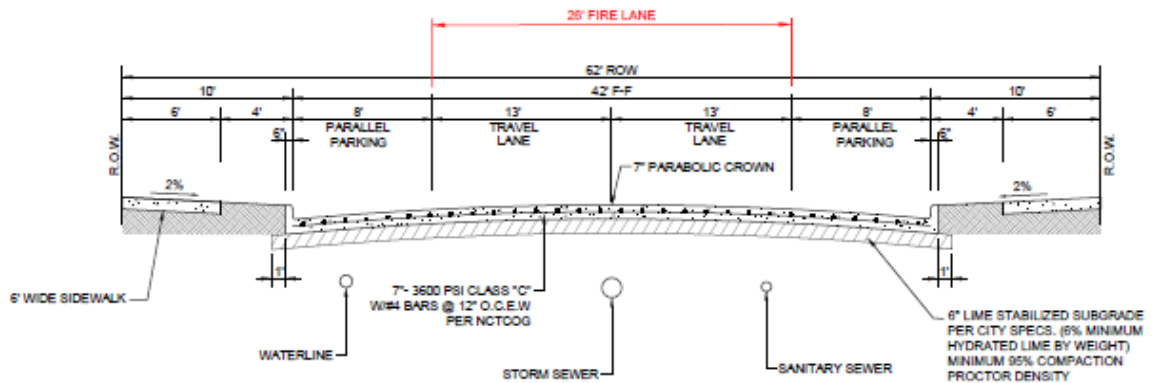 26' FIRE LANE
62' ROW
10' 42' F-F 10'
6' 4' 8' 13' 13' 8' 4' 6'
PARALLEL PARKING TRAVEL LANE TRAVEL LANE PARALLEL PARKING
6" 6"
R.O.W. R.O.W.
7" PARABOLIC CROWN
2% 2%
1' 1'
6' WIDE SIDEWALK
7"- 3600 PSI CLASS "C"
W/#4 BARS @ 12" O.C.E.W
PER NCTCOG
WATERLINE
STORM SEWER
SANITARY SEWER
6" LIME STABILIZED SUBGRADE
PER CITY SPECS. (6% MINIMUM
HYDRATED LIME BY WEIGHT)
MINIMUM 95% COMPACTION
PROCTOR DENSITY